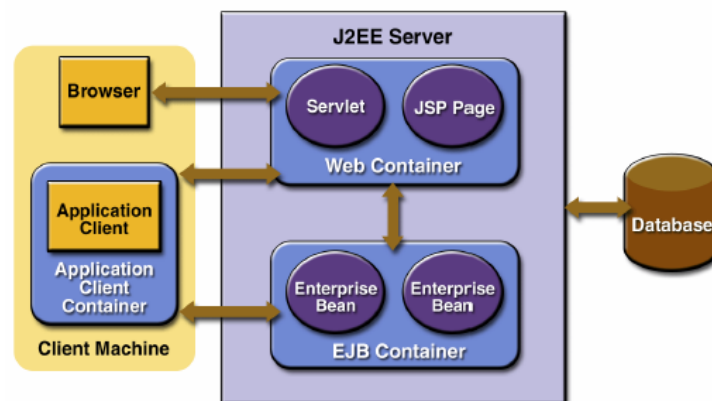 J2EE Server
Browser
Servlet
JSP Page
Web Container
Application
Client
Application
Client
Container
Client Machine
Enterprise
Bean
Enterprise
Bean
EJB Container
Database